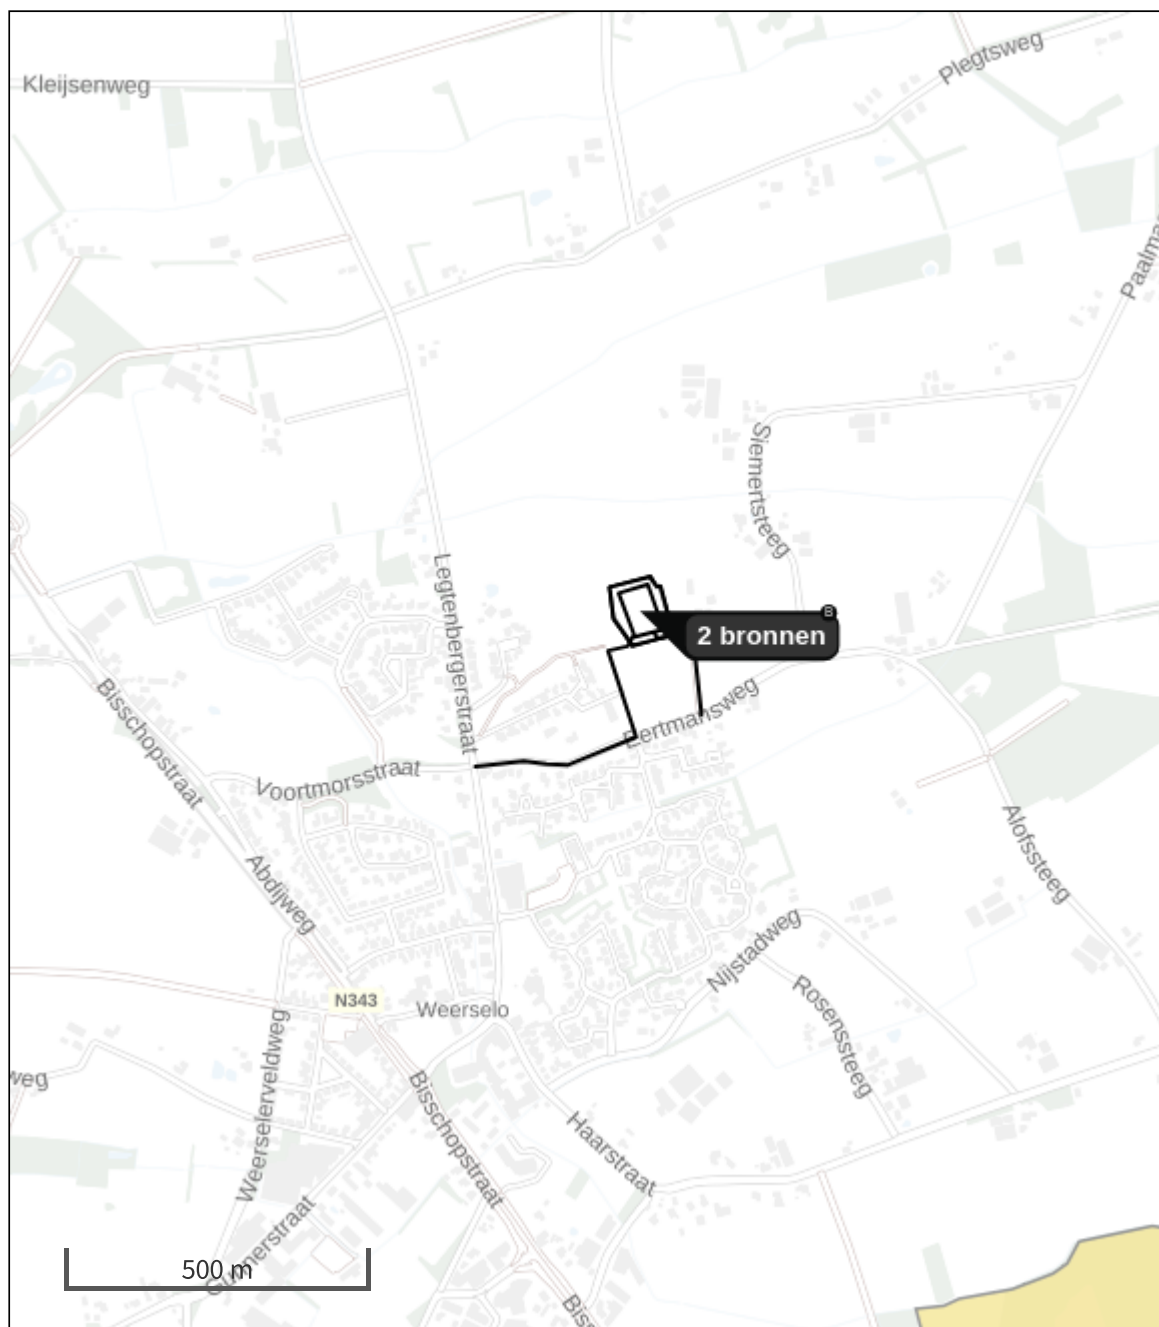 Kleijsenweg
Plegtsweg
Siemertsteeg
Legtenbergerstraat
B
2 bronnen
Eertmansweg
Bisschopstraat
Voortmorsstraat
Alofssteeg
Abdijweg
Nijstadweg
Rosenssteeg
N343
Weerselo
weg
Weerselerveldweg
Bisschopstraat
Haarstraat
Gunnerstraat
500 m